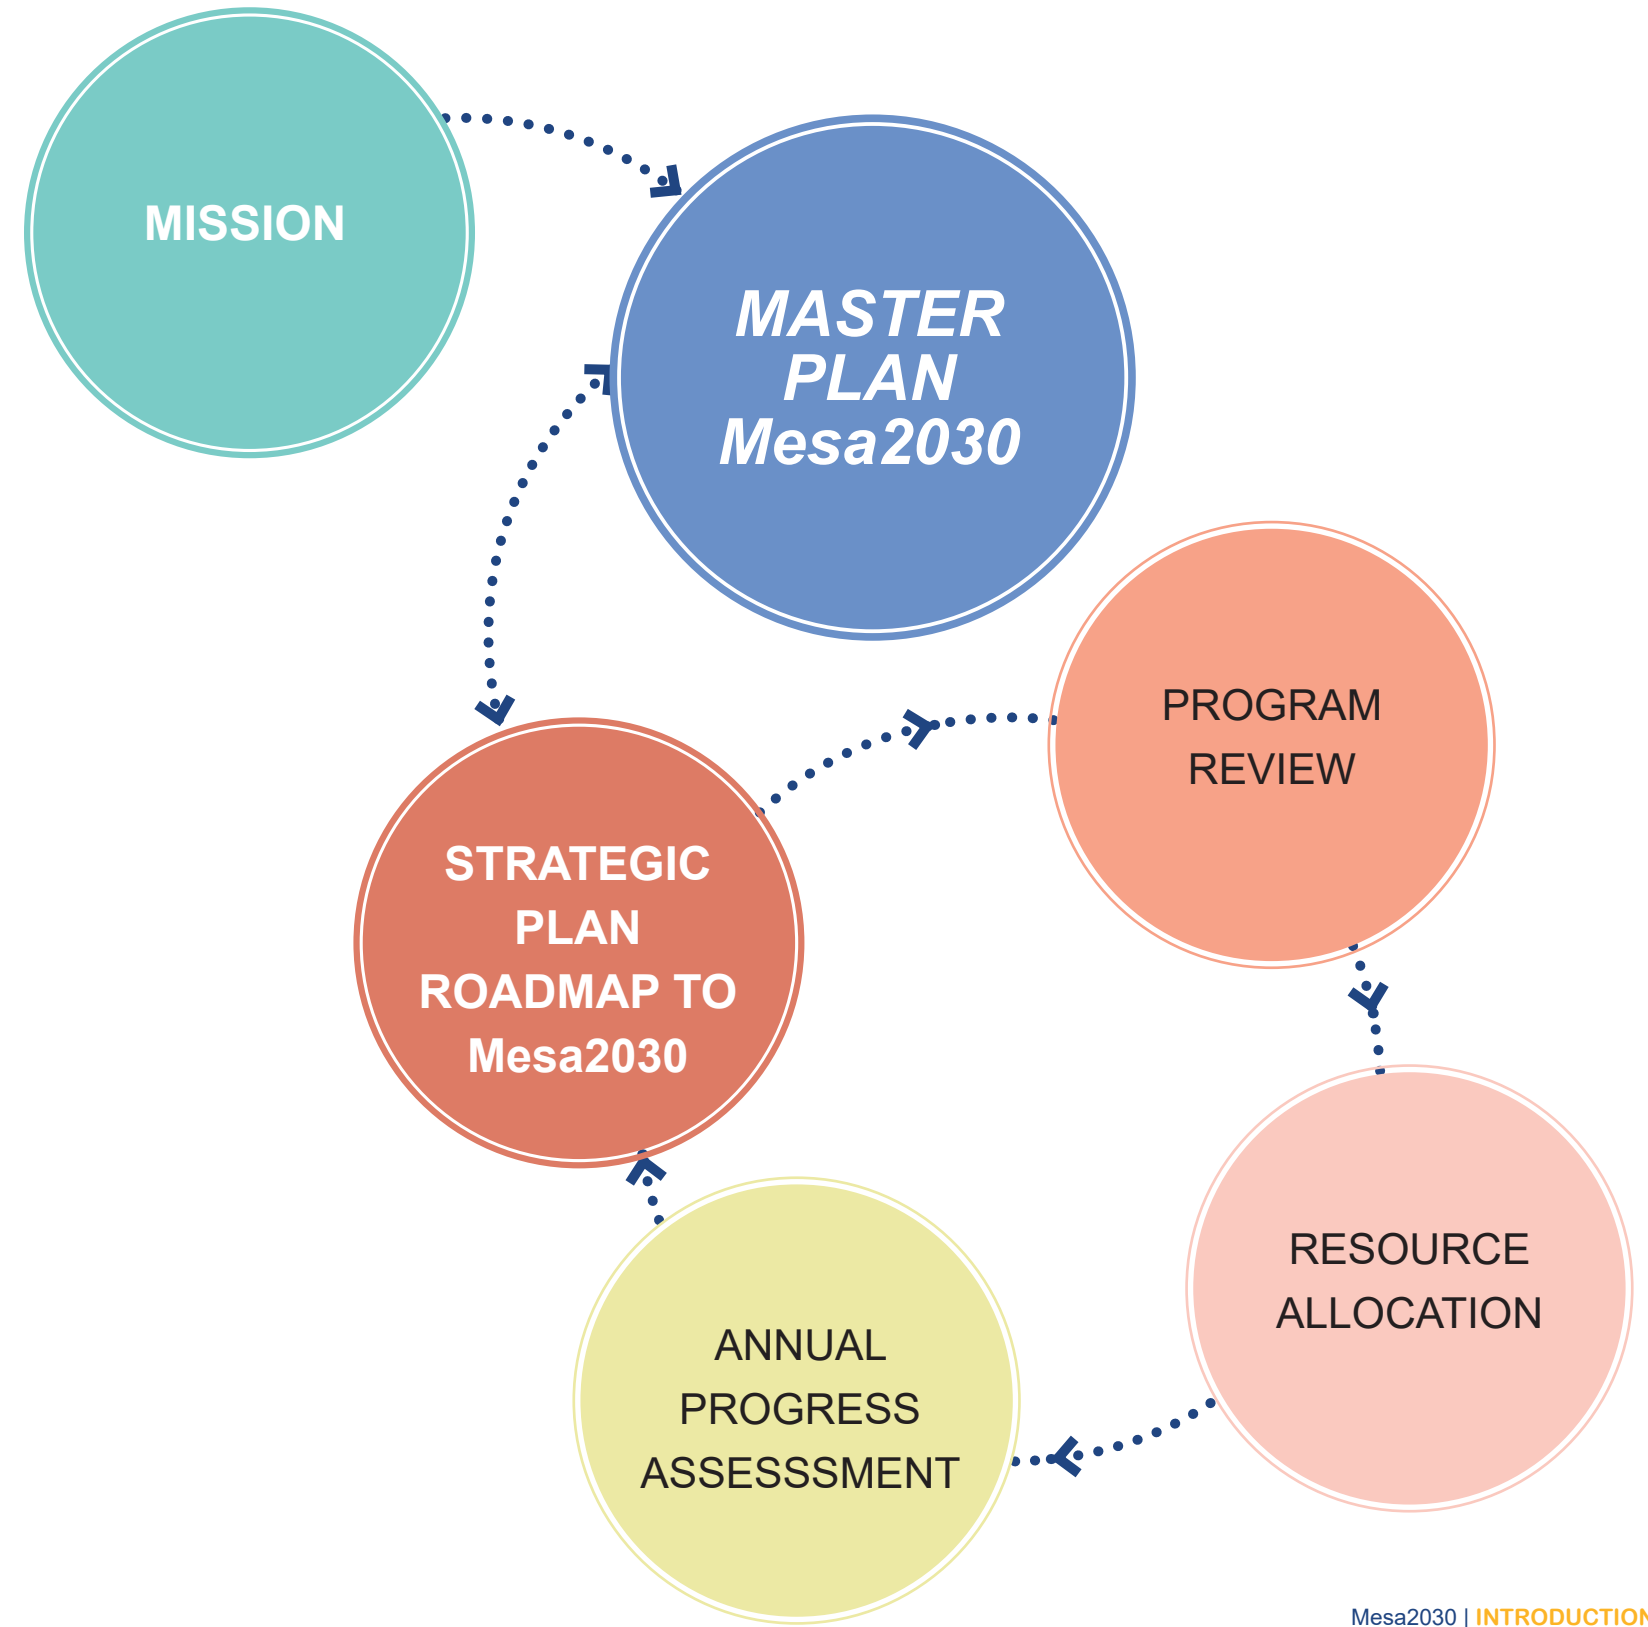 MISSION
MASTER
PLAN
Mesa2030
PROGRAM
REVIEW
STRATEGIC
PLAN
ROADMAP TO
Mesa2030
RESOURCE
ALLOCATION
ANNUAL
PROGRESS
ASSESSSMENT
Mesa2030 | INTRODUCTION